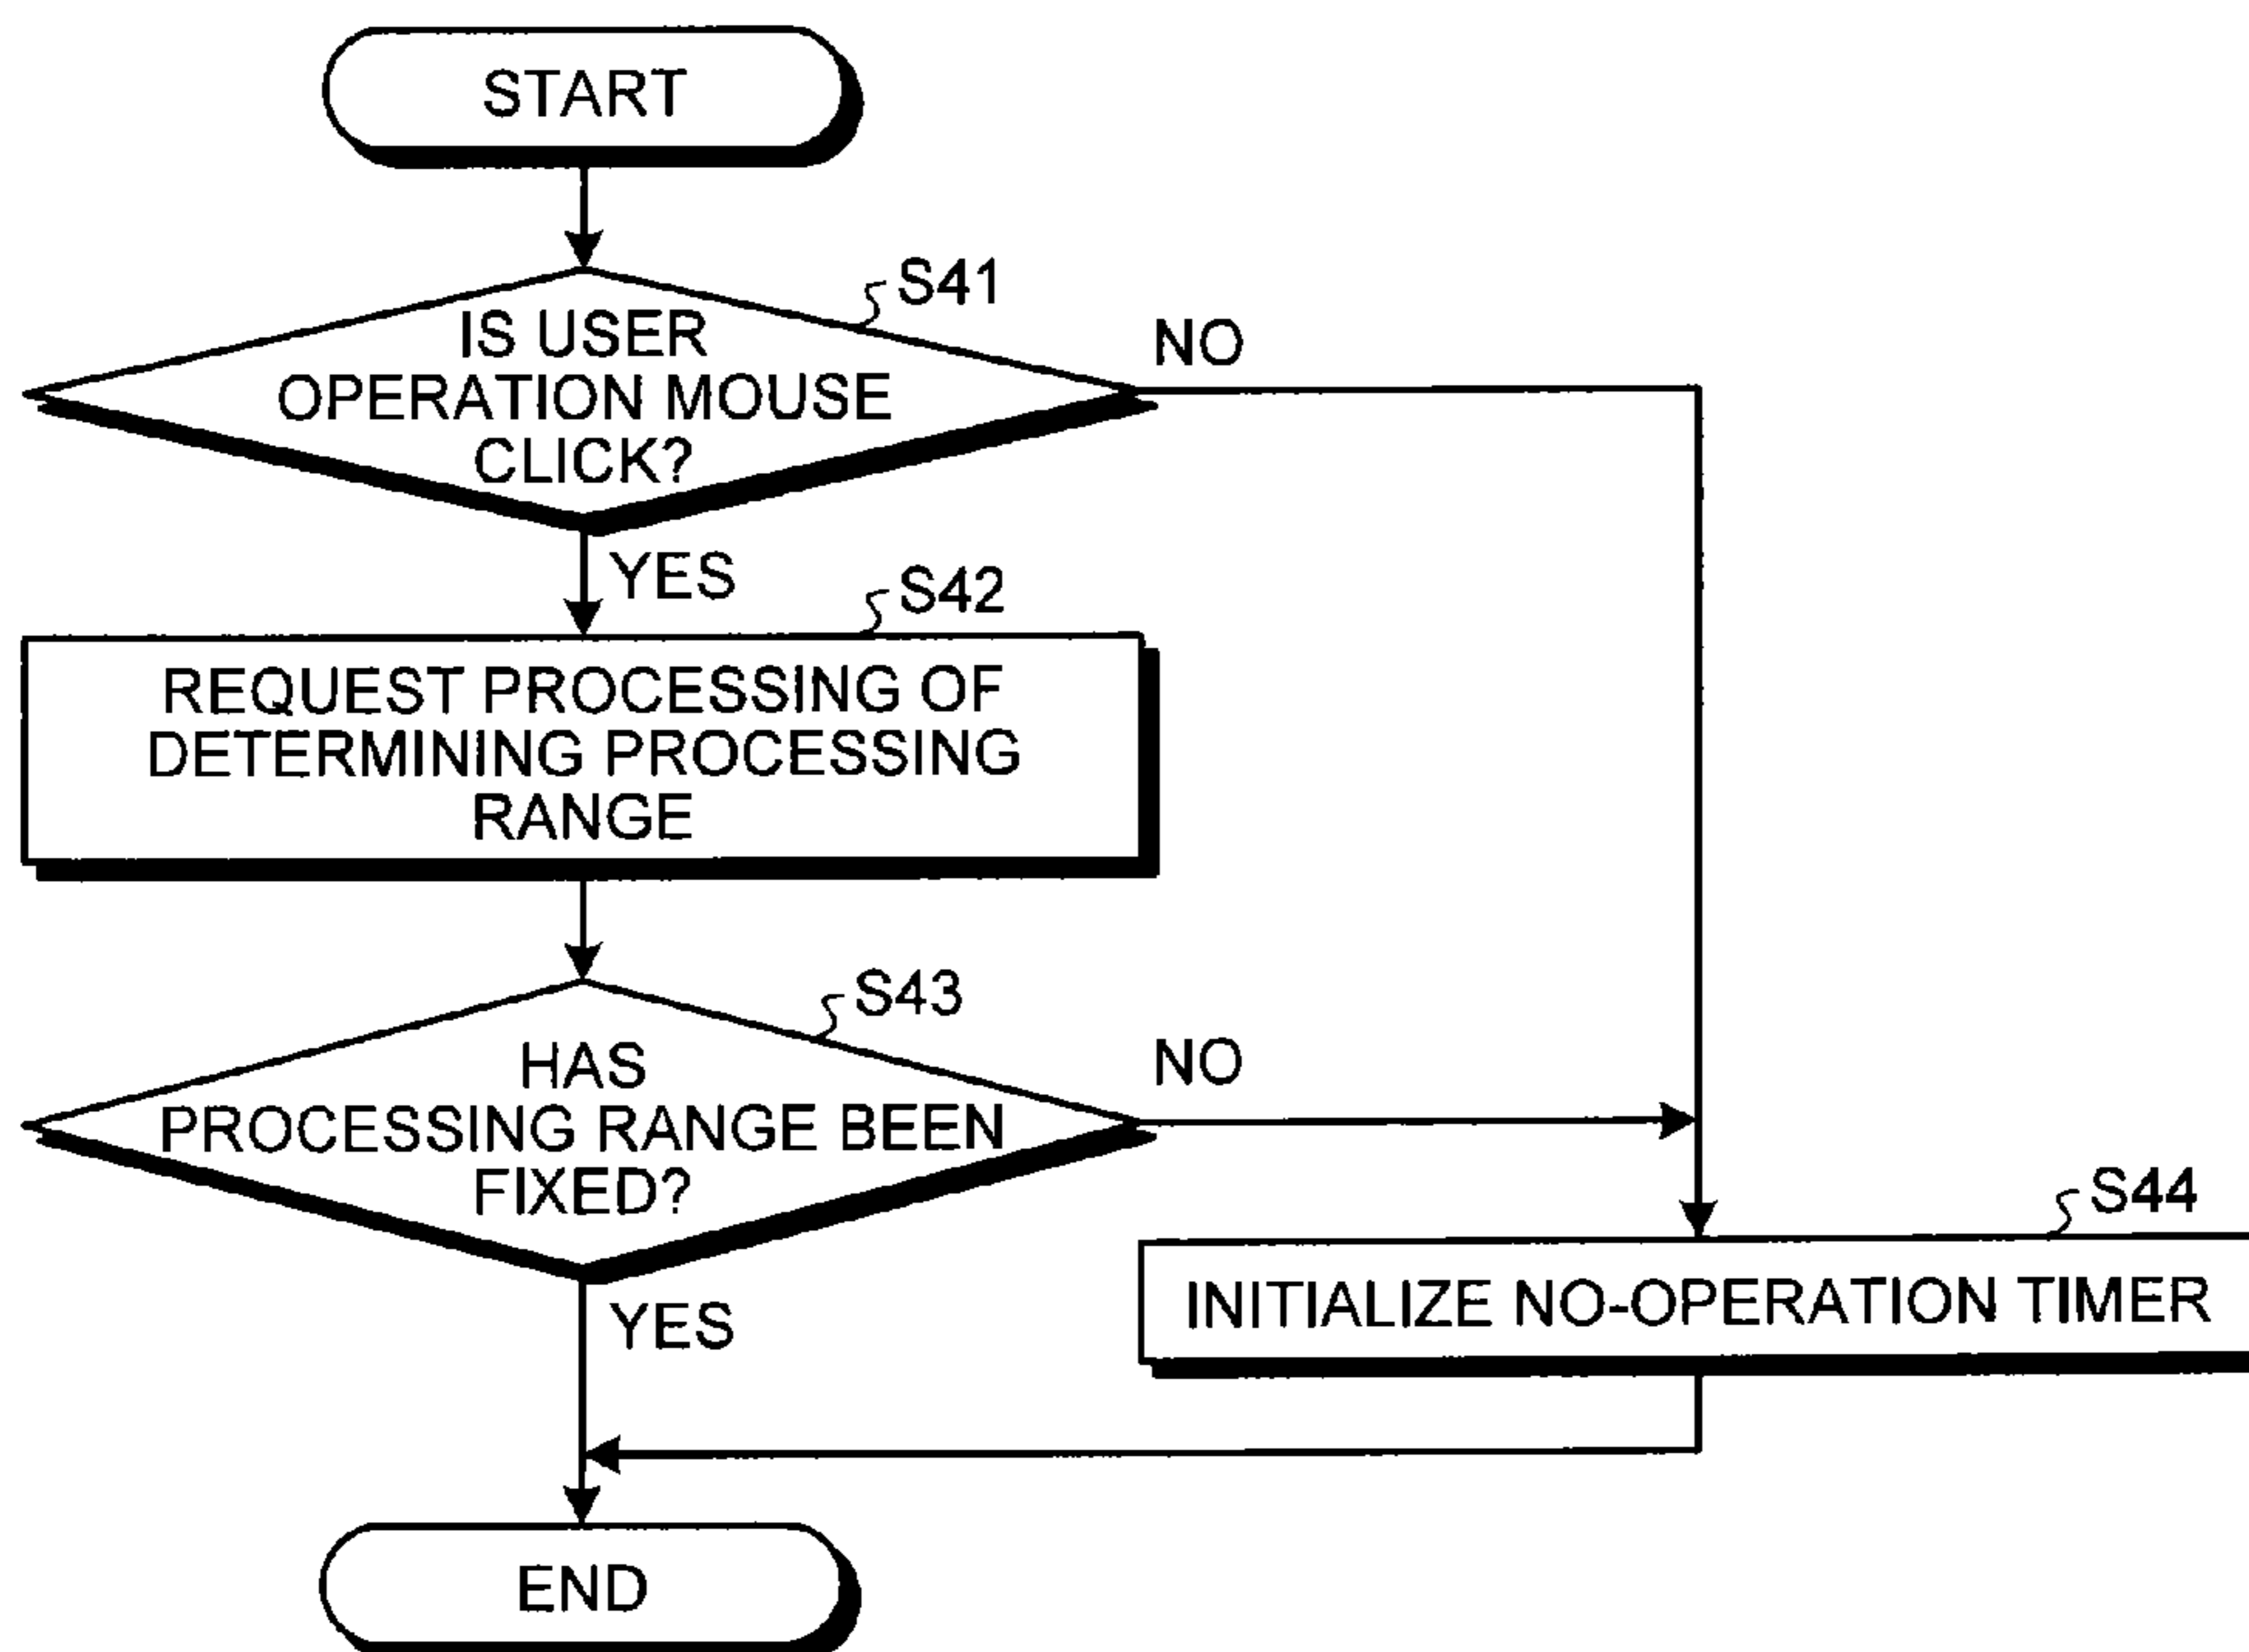 START
S41
IS USER
OPERATION MOUSE
CLICK?
NO
YES
S42
REQUEST PROCESSING OF
DETERMINING PROCESSING
RANGE
S43
HAS
PROCESSING RANGE BEEN
FIXED?
NO
YES
S44
INITIALIZE NO-OPERATION TIMER
END